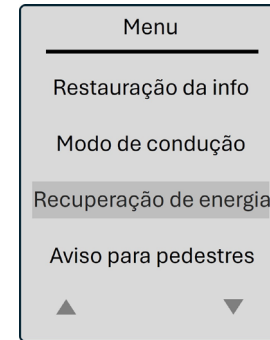 Menu
Restauração da info
Modo de condução
Recuperação de energia
Aviso para pedestres